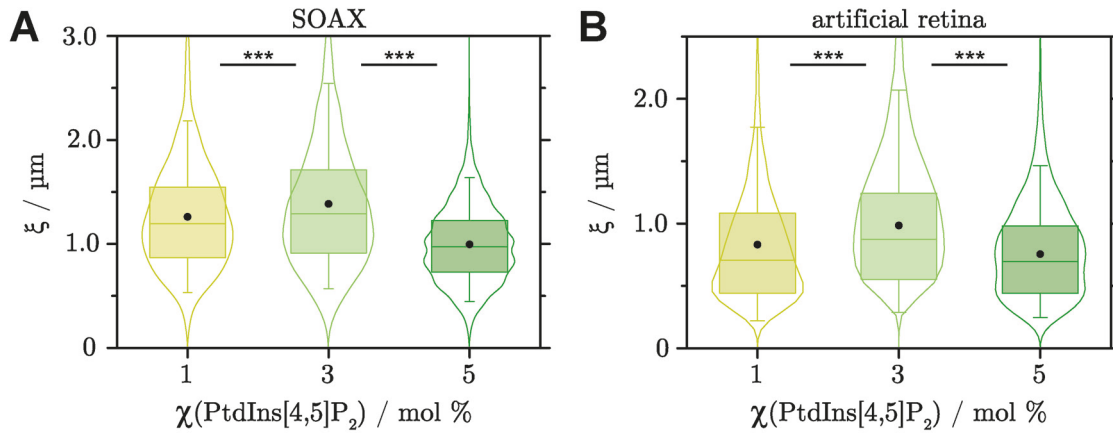 A
SOAX
3.0
2.0
1.0
0
ξ / μm
***
***
1
3
5
χ(PtdIns[4,5]P₂) / mol %
B
artificial retina
2.0
1.0
0
ξ / μm
***
***
1
3
5
χ(PtdIns[4,5]P₂) / mol %